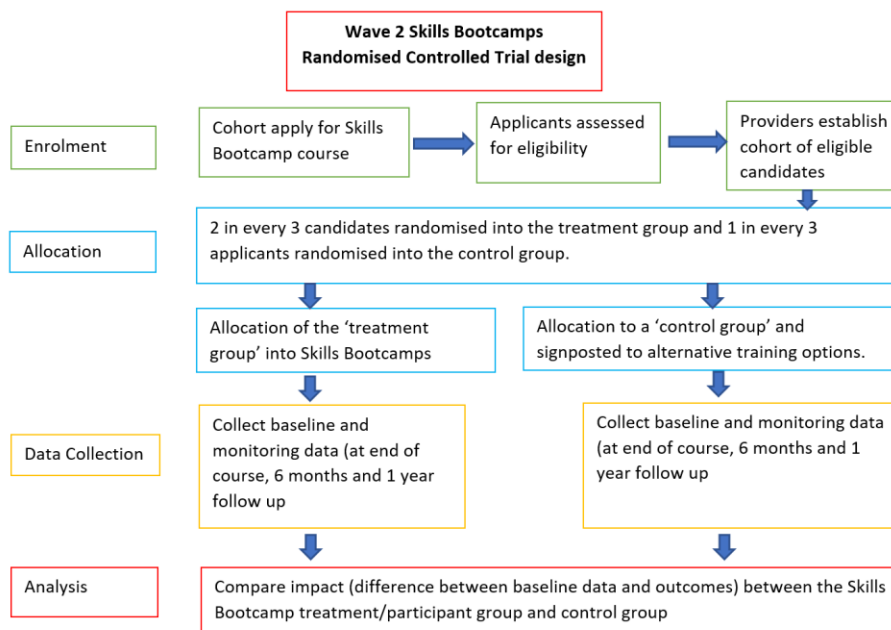 Wave 2 Skills Bootcamps
Randomised Controlled Trial design
Enrolment
Cohort apply for Skills
Bootcamp course
Applicants assessed
for eligibility
Providers establish
cohort of eligible
candidates
Allocation
2 in every 3 candidates randomised into the treatment group and 1 in every 3
applicants randomised into the control group.
Allocation of the ‘treatment
group’ into Skills Bootcamps
Allocation to a ‘control group’ and
signposted to alternative training options.
Data Collection
Collect baseline and
monitoring data (at end of
course, 6 months and 1 year
follow up
Collect baseline and monitoring data
(at end of course, 6 months and 1
year follow up
Analysis
Compare impact (difference between baseline data and outcomes) between the Skills
Bootcamp treatment/participant group and control group